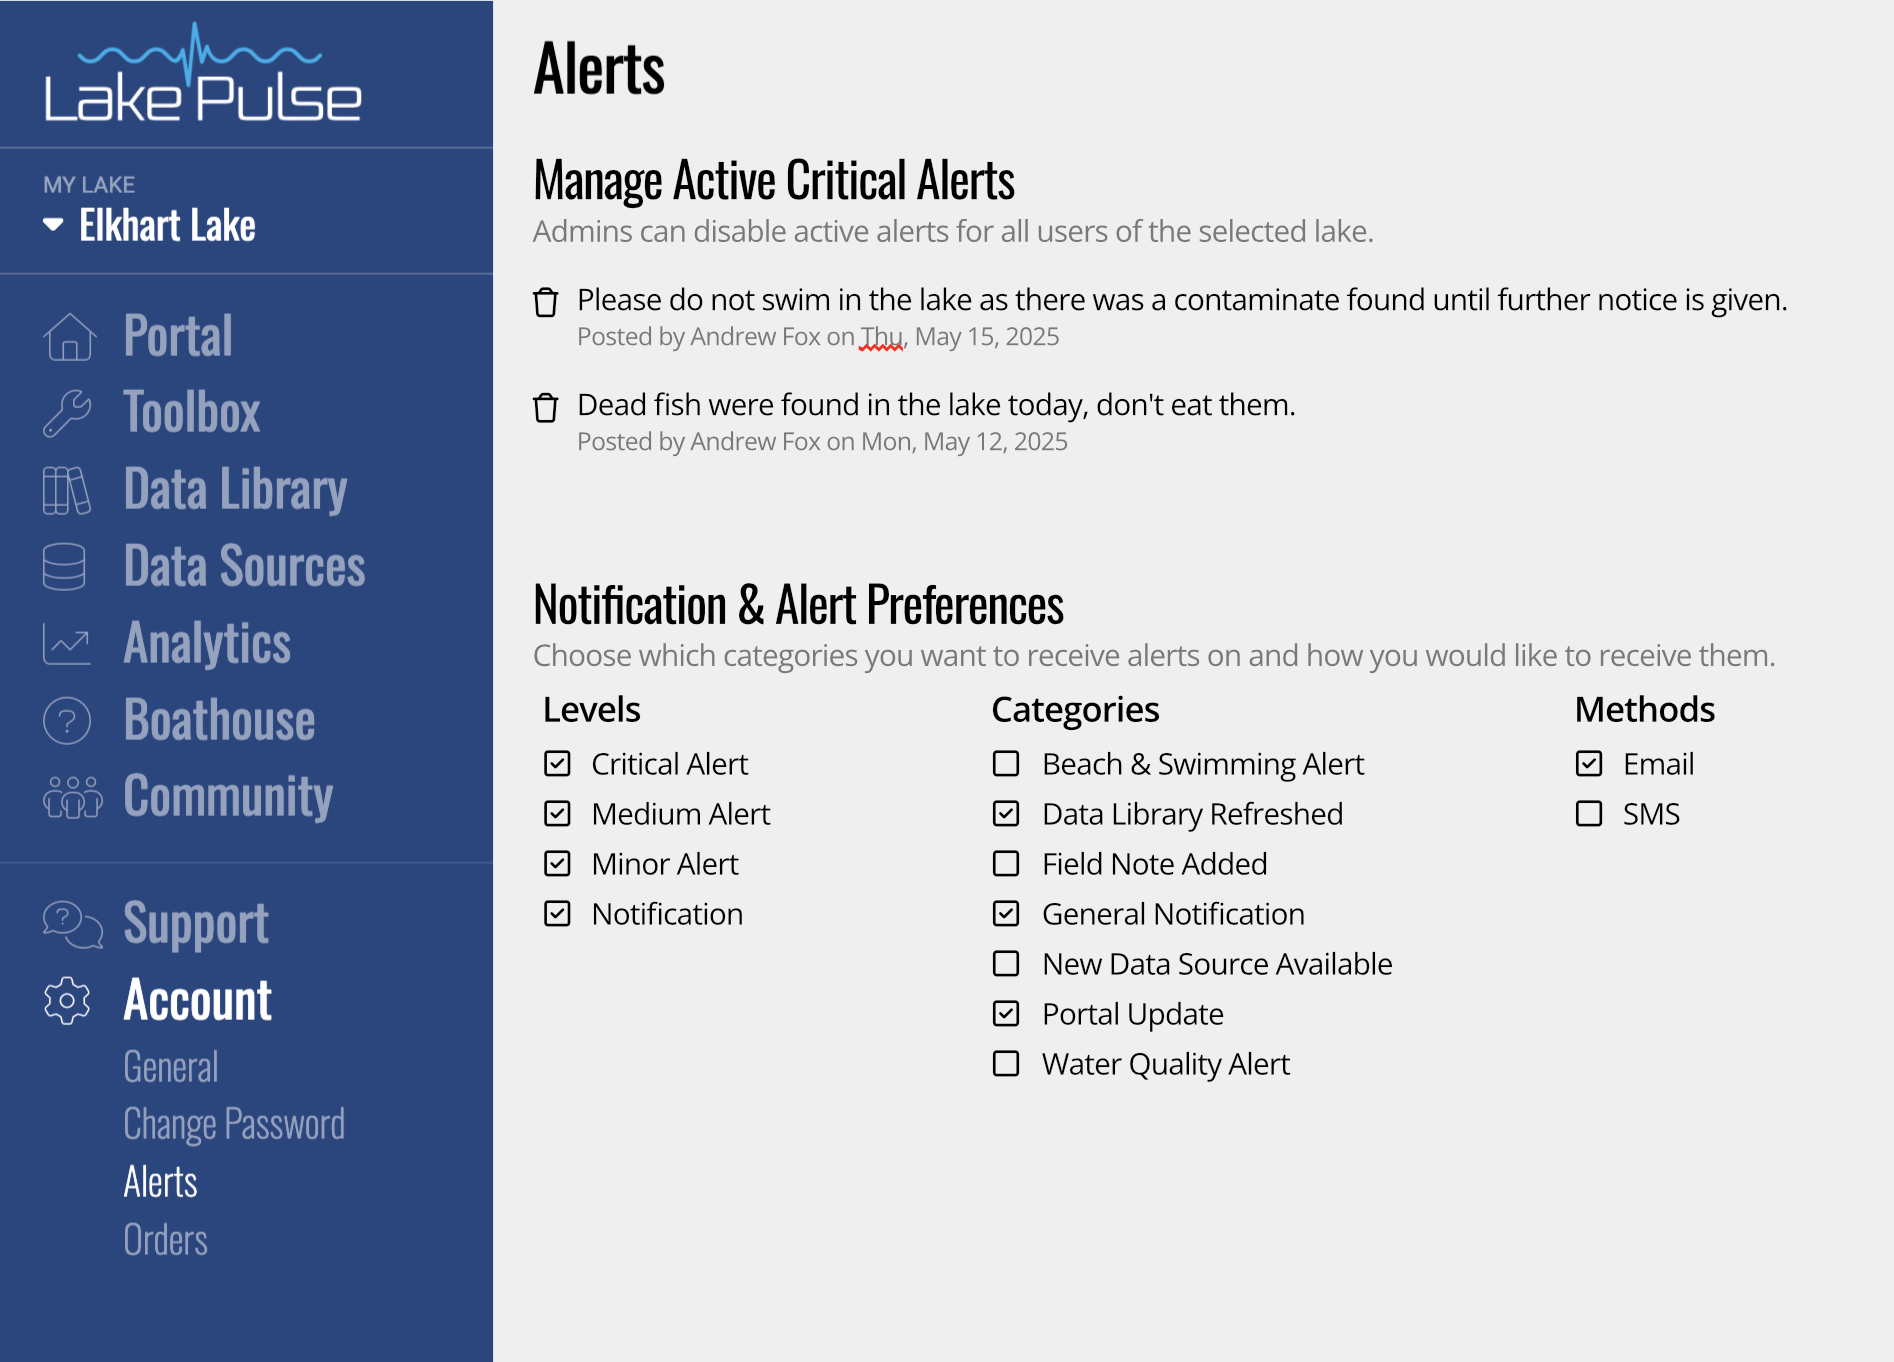 Lake Pulse
MY LAKE
Elkhart Lake
Portal
Toolbox
Data Library
Data Sources
Analytics
Boathouse
Community
Support
Account
General
Change Password
Alerts
Orders
Alerts
Manage Active Critical Alerts
Admins can disable active alerts for all users of the selected lake.
Please do not swim in the lake as there was a contaminate found until further notice is given.
Posted by Andrew Fox on Thu, May 15, 2025
Dead fish were found in the lake today, don't eat them.
Posted by Andrew Fox on Mon, May 12, 2025
Notification & Alert Preferences
Choose which categories you want to receive alerts on and how you would like to receive them.
Levels
Critical Alert
Medium Alert
Minor Alert
Notification
Categories
Beach & Swimming Alert
Data Library Refreshed
Field Note Added
General Notification
New Data Source Available
Portal Update
Water Quality Alert
Methods
Email
SMS